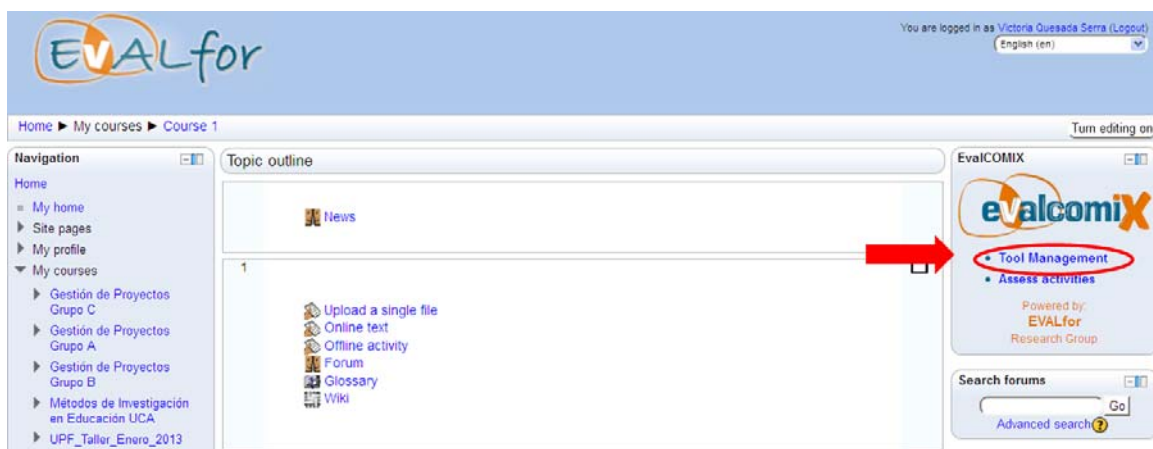 EVALfor
You are logged in as Victoria Quesada Serra (Logout)
English (en)
Home ► My courses ► Course 1
Turn editing on
Navigation
Home
My home
Site pages
My profile
My courses
Gestión de Proyectos
Grupo C
Gestión de Proyectos
Grupo A
Gestión de Proyectos
Grupo B
Métodos de Investigación
en Educación UCA
UPF_Taller_Enero_2013
Topic outline
News
1
Upload a single file
Online text
Offline activity
Forum
Glossary
Wiki
EvalCOMIX
evalcomiX
Tool Management
Assess activities
Powered by:
EVALfor
Research Group
Search forums
Go
Advanced search ?